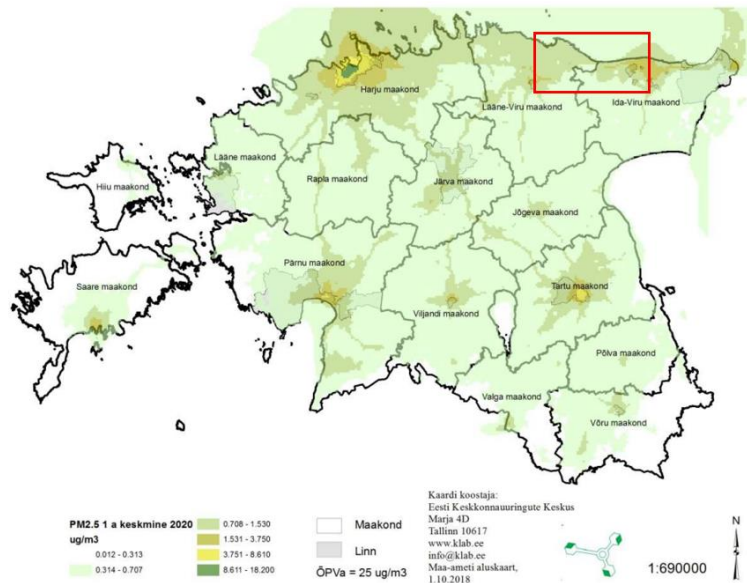 Harju maakond
Lääne-Viru maakond
Ida-Viru maakond
Lääne maakond
Hiiu maakond
Rapla maakond
Järva maakond
Jõgeva maakond
Pärnu maakond
Saare maakond
Viljandi maakond
Tartu maakond
Põlva maakond
Valga maakond
Võru maakond
PM2.5 1 a keskmine 2020
ug/m3
0.012 - 0.313
0.314 - 0.707
0.708 - 1.530
1.531 - 3.750
3.751 - 8.610
8.611 - 18.200
Maakond
Linn
ÕPVa = 25 ug/m3
Kaardi koostaja:
Eesti Keskkonnauuringute Keskus
Marja 4D
Tallinn 10617
www.klab.ee
info@klab.ee
Maa-ameti aluskaart,
1.10.2018
1:690000
N